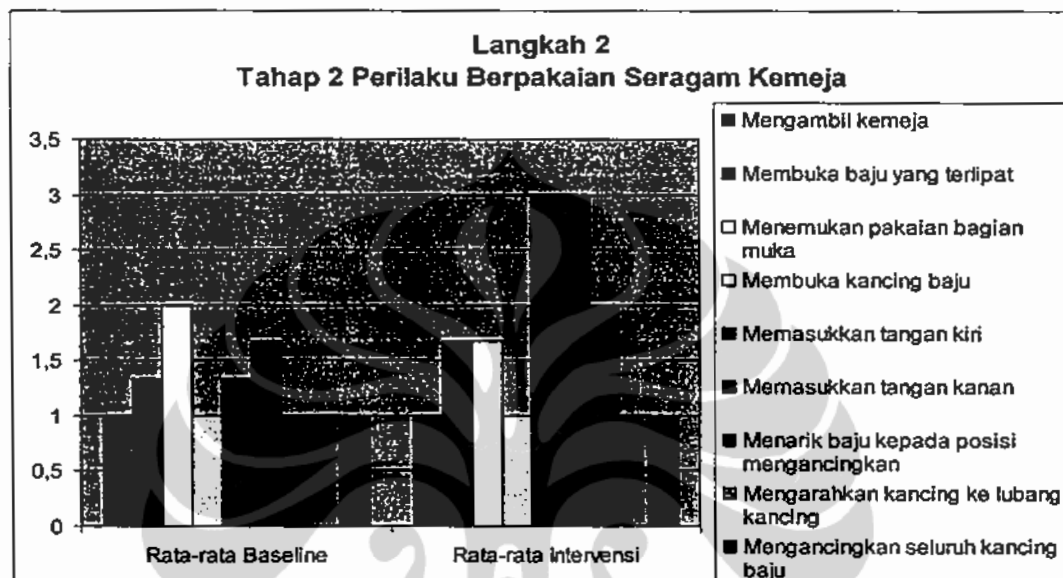 Langkah 2
Tahap 2 Perilaku Berpakaian Seragam Kemeja
3,5
3
2,5
2
1,5
1
0,5
0
Rata-rata Baseline
Rata-rata Intervensi
Mengambil kemeja
Membuka baju yang terlipat
Menemukan pakaian bagian
muka
Membuka kancing baju
Memasukkan tangan kiri
Memasukkan tangan kanan
Menarik baju kepada posisi
mengancingkan
Mengarahkan kancing ke lubang
kancing
Mengancingkan seluruh kancing
baju